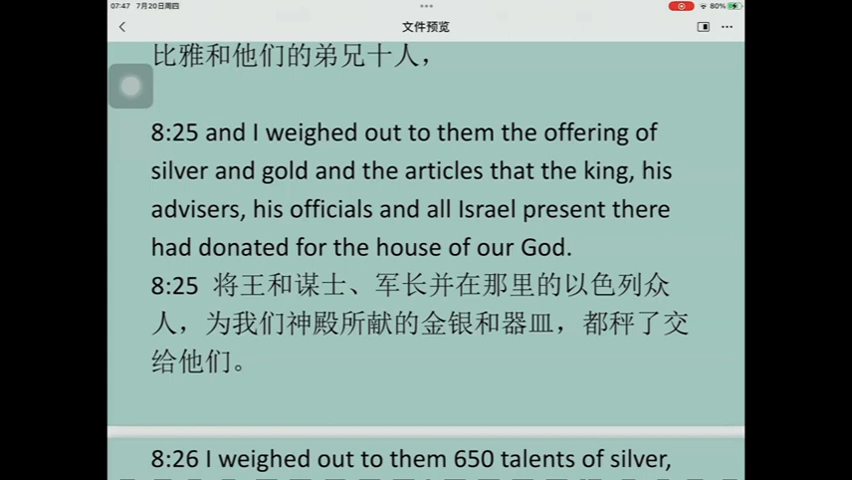 07:47 7月20日周四
80%
文件预览
比雅和他们的弟兄十人，
8:25 and I weighed out to them the offering of
silver and gold and the articles that the king, his
advisers, his officials and all Israel present there
had donated for the house of our God.
8:25 将王和谋士、军长并在那里的以色列众
人，为我们神殿所献的金银和器皿，都秤了交
给他们。
8:26 I weighed out to them 650 talents of silver,